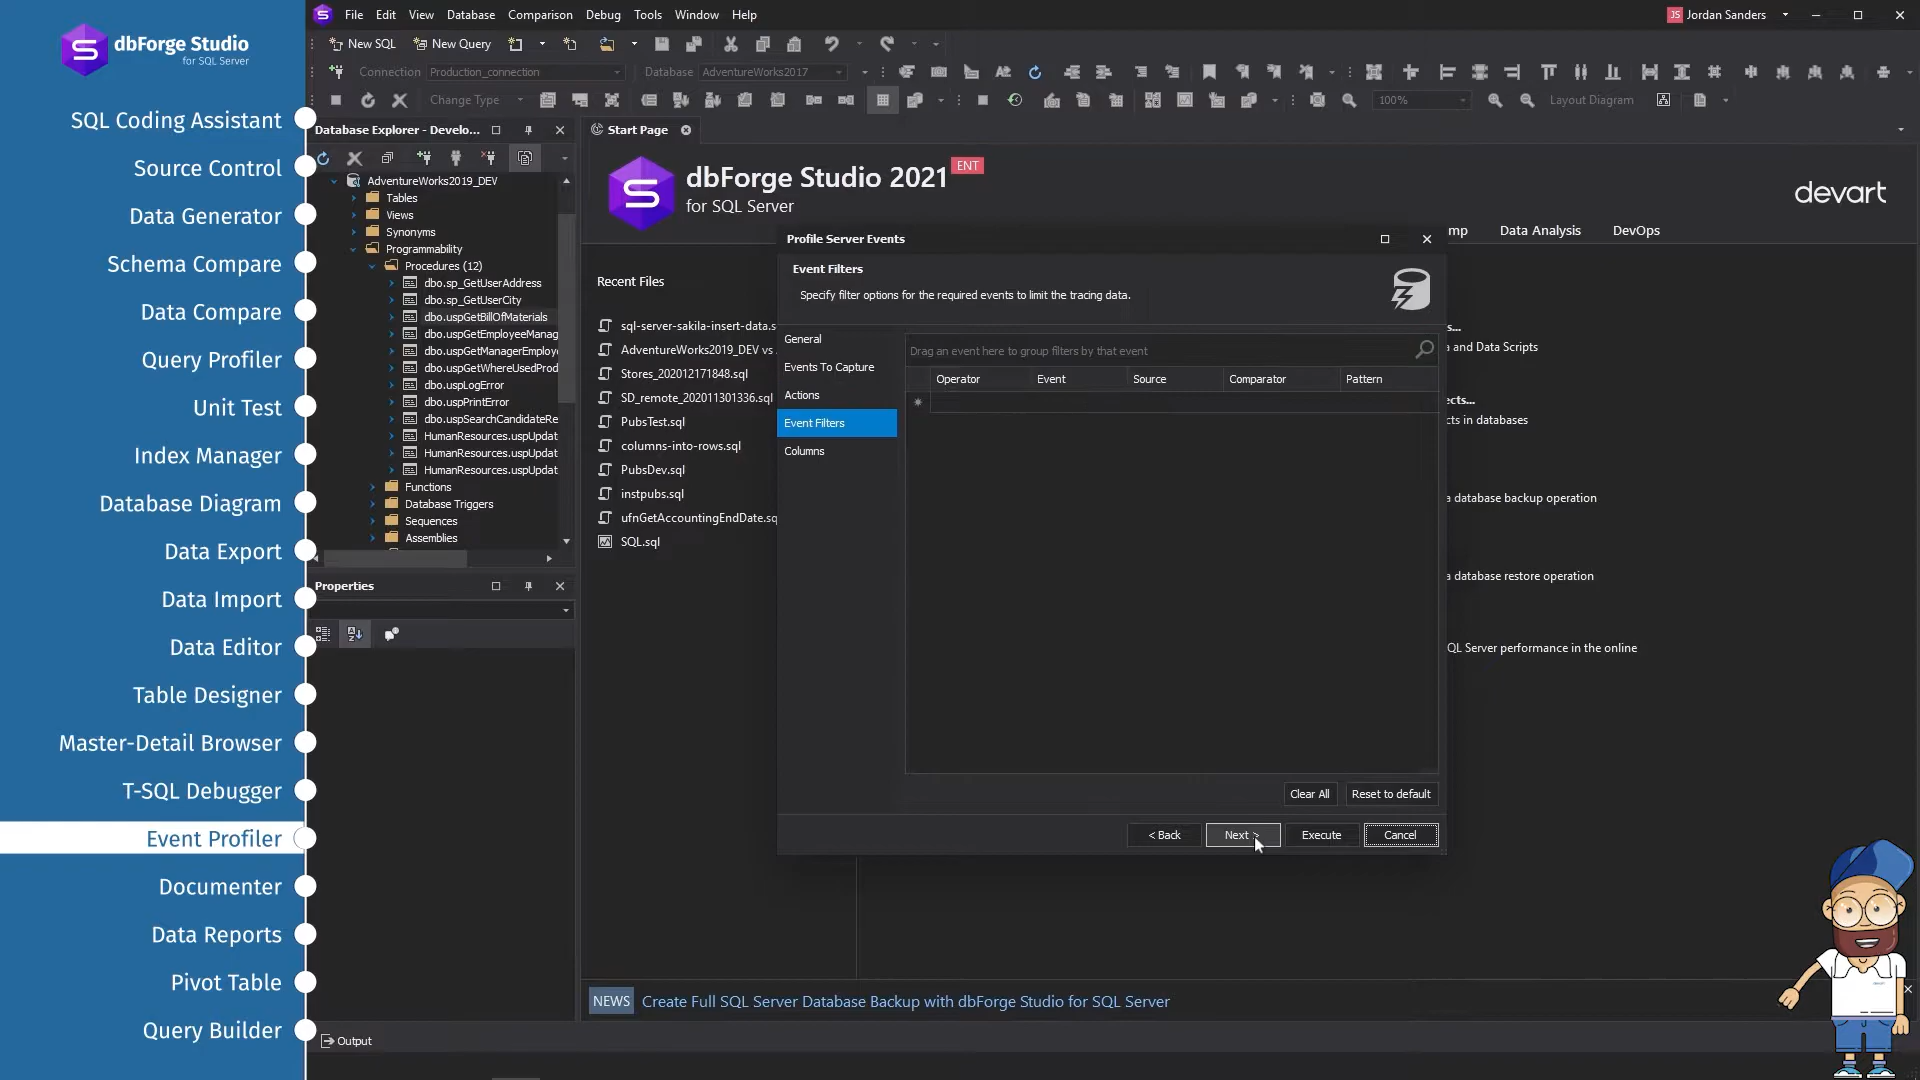 dbForge Studio
for SQL Server
SQL Coding Assistant
Source Control
Data Generator
Schema Compare
Data Compare
Query Profiler
Unit Test
Index Manager
Database Diagram
Data Export
Data Import
Data Editor
Table Designer
Master-Detail Browser
T-SQL Debugger
Event Profiler
Documenter
Data Reports
Pivot Table
Query Builder
File Edit View Database Comparison Debug Tools Window Help
JS Jordan Sanders
New SQL New Query
Connection Production_connection Database AdventureWorks2017
Change Type 100% Layout Diagram
Database Explorer - Develo...
AdventureWorks2019_DEV
Tables
Views
Synonyms
Programmability
Procedures (12)
dbo.sp_GetUserAddress
dbo.sp_GetUserCity
dbo.uspGetBillOfMaterials
dbo.uspGetEmployeeManag
dbo.uspGetManagerEmploye
dbo.uspGetWhereUsedProd
dbo.uspLogError
dbo.uspPrintError
dbo.uspSearchCandidateRe
HumanResources.uspUpdat
HumanResources.uspUpdat
HumanResources.uspUpdat
Functions
Database Triggers
Sequences
Assemblies
Properties
Output
Start Page
dbForge Studio 2021 ENT
for SQL Server
devart
mp Data Analysis DevOps
Recent Files
sql-server-sakila-insert-data.s
AdventureWorks2019_DEV vs
Stores_202012171848.sql
SD_remote_202011301336.sql
PubsTest.sql
columns-into-rows.sql
PubsDev.sql
instpubs.sql
ufnGetAccountingEndDate.sq
SQL.sql
Profile Server Events
Event Filters
Specify filter options for the required events to limit the tracing data.
General
Events To Capture
Actions
Event Filters
Columns
Drag an event here to group filters by that event
Operator Event Source Comparator Pattern
Clear All Reset to default
< Back Next > Execute Cancel
s...
a and Data Scripts
ects...
cts in databases
a database backup operation
a database restore operation
SQL Server performance in the online
NEWS Create Full SQL Server Database Backup with dbForge Studio for SQL Server